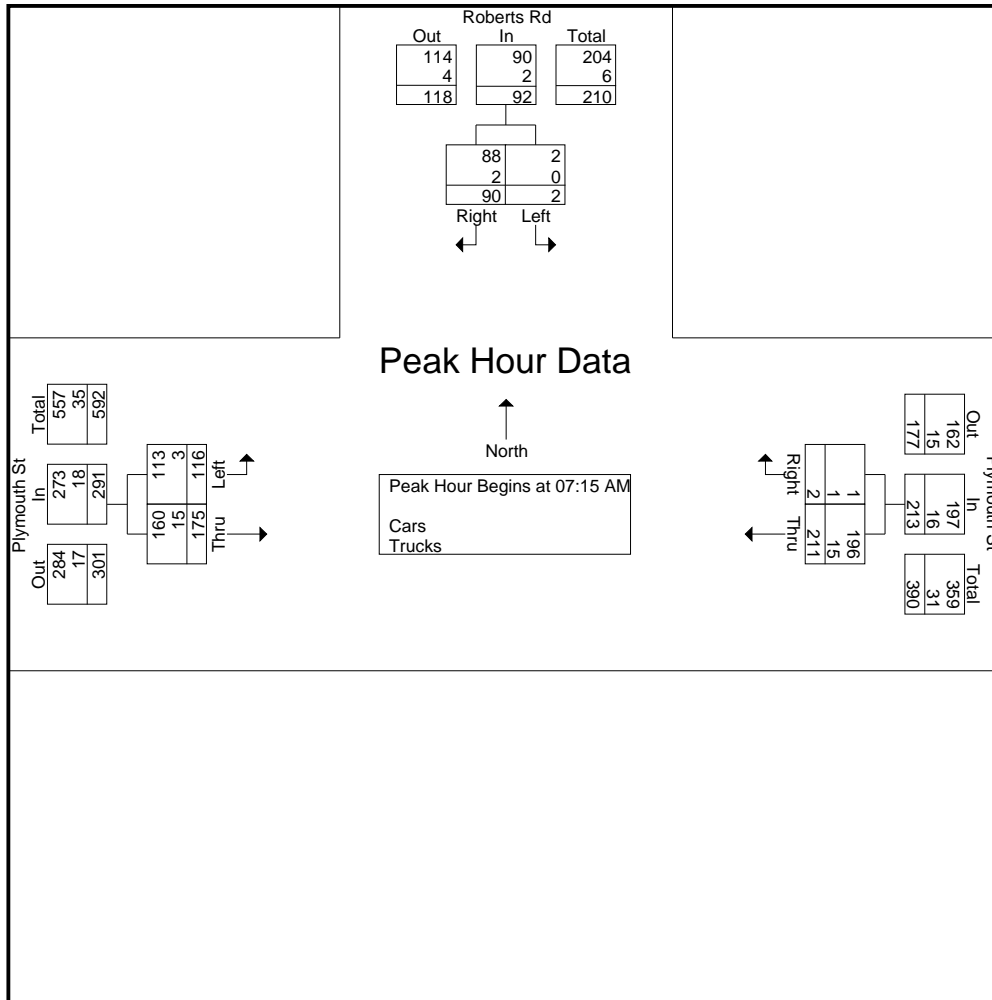 Roberts Rd
Out In Total
114 90 204
4 2 6
118 92 210
88 2
2 0
90 2
Right Left
Peak Hour Data
North
Peak Hour Begins at 07:15 AM
Cars
Trucks
Plymouth St
Out In Total
284 273 557
17 18 35
301 291 592
Left
113
3
116
Thru
160
15
175
Plymouth St
Out In Total
162 197 359
15 16 31
177 213 390
Right Thru
1 196
1 15
2 211